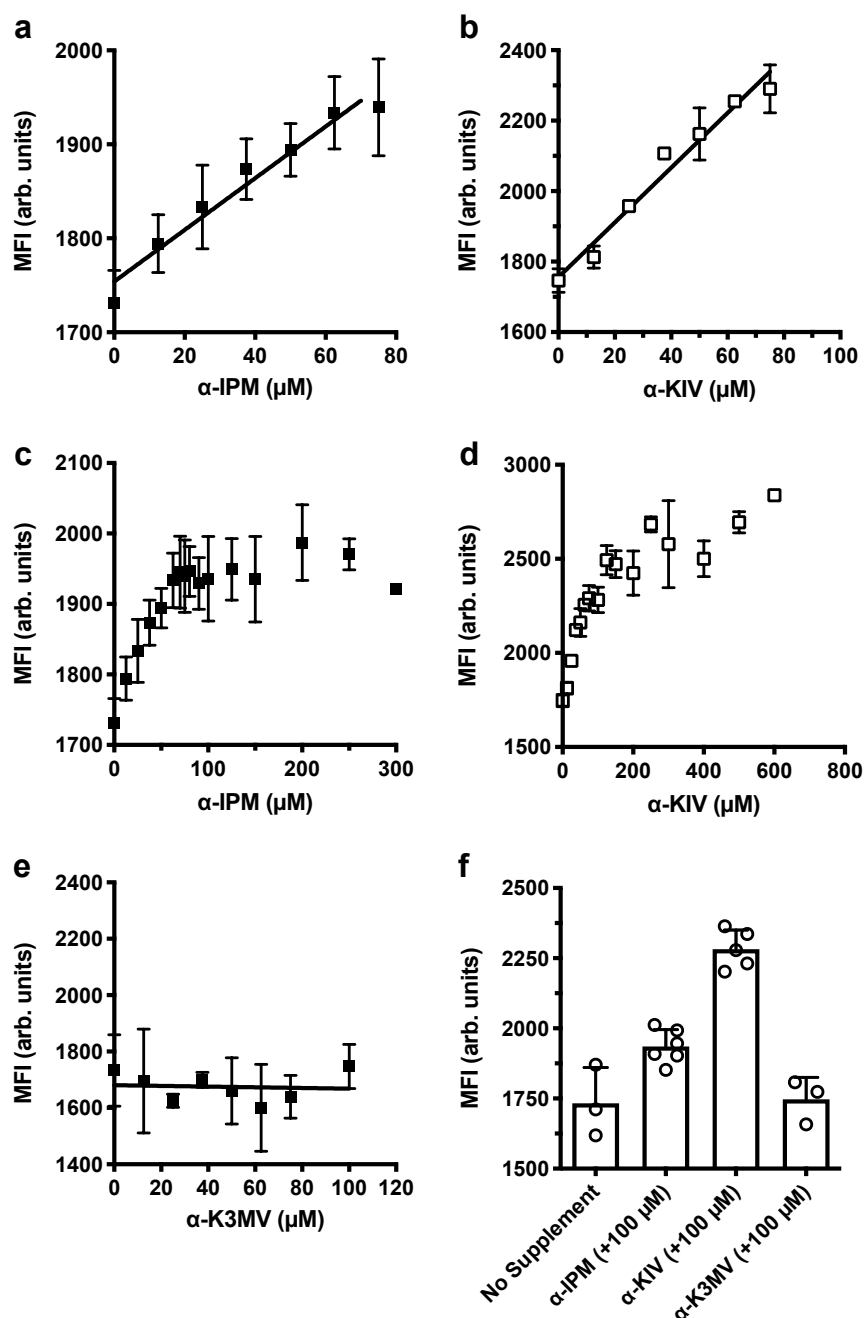 a
2000
1900
1800
1700
MFI (arb. units)
0 20 40 60 80
α-IPM (µM)
b
2400
2200
2000
1800
1600
MFI (arb. units)
0 20 40 60 80 100
α-KIV (µM)
c
2100
2000
1900
1800
1700
MFI (arb. units)
0 100 200 300
α-IPM (µM)
d
3000
2500
2000
1500
MFI (arb. units)
0 200 400 600 800
α-KIV (µM)
e
2400
2200
2000
1800
1600
1400
MFI (arb. units)
0 20 40 60 80 100 120
α-K3MV (µM)
f
2500
2250
2000
1750
1500
MFI (arb. units)
No Supplement
α-IPM (+100 µM)
α-KIV (+100 µM)
α-K3MV (+100 µM)